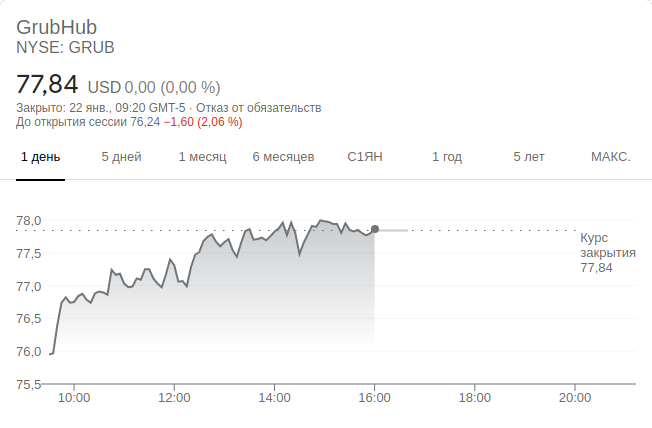 GrubHub
NYSE: GRUB
77,84 USD 0,00 (0,00 %)
Закрыто: 22 янв., 09:20 GMT-5 · Отказ от обязательств
До открытия сессии 76,24 −1,60 (2,06 %)
1 день 5 дней 1 месяц 6 месяцев С1ЯН 1 год 5 лет МАКС.
78,0
77,5
77,0
76,5
76,0
75,5
Курс
закрытия
77,84
10:00 12:00 14:00 16:00 18:00 20:00